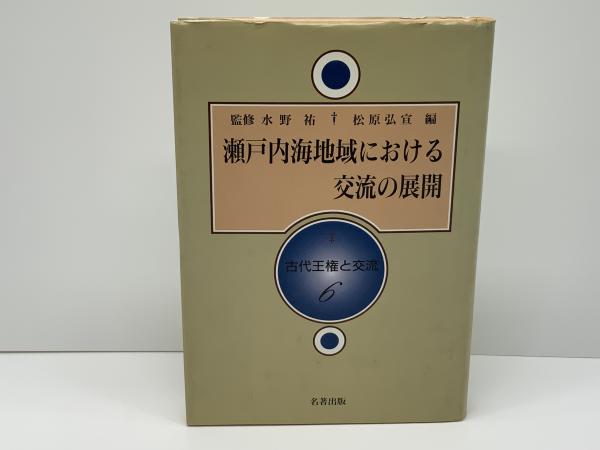 監修 水野 祐 † 松原弘宣 編
瀬戸内海地域における
交流の展開
古代王権と交流
6
名著出版